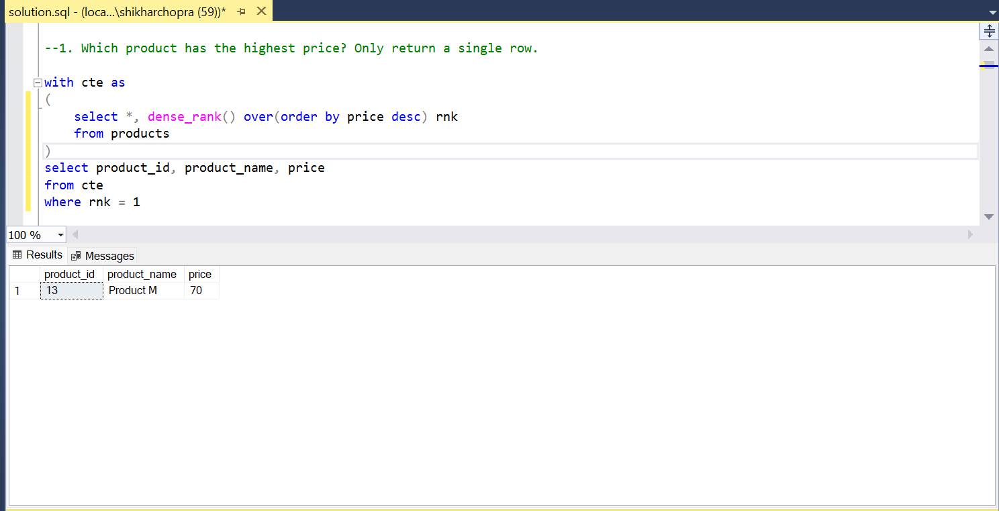 solution.sql - (loca...\shikharchopra (59))*
--1. Which product has the highest price? Only return a single row.
with cte as
(
select *, dense_rank() over(order by price desc) rnk
from products
)
select product_id, product_name, price
from cte
where rnk = 1
100 %
Results Messages
product_id product_name price
1 13 Product M 70